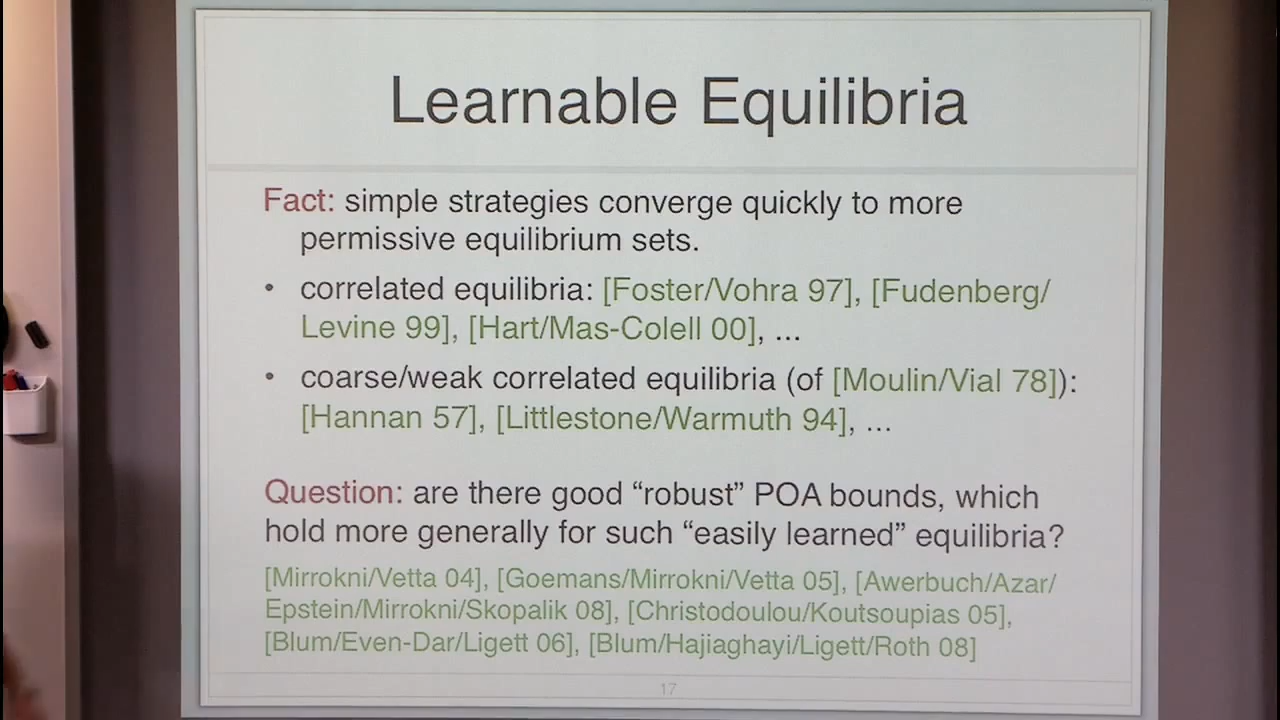 Learnable Equilibria
Fact: simple strategies converge quickly to more
permissive equilibrium sets.
• correlated equilibria: [Foster/Vohra 97], [Fudenberg/
Levine 99], [Hart/Mas-Colell 00], ...
• coarse/weak correlated equilibria (of [Moulin/Vial 78]):
[Hannan 57], [Littlestone/Warmuth 94], ...
Question: are there good “robust” POA bounds, which
hold more generally for such “easily learned” equilibria?
[Mirrokni/Vetta 04], [Goemans/Mirrokni/Vetta 05], [Awerbuch/Azar/
Epstein/Mirrokni/Skopalik 08], [Christodoulou/Koutsoupias 05],
[Blum/Even-Dar/Ligett 06], [Blum/Hajiaghayi/Ligett/Roth 08]
17